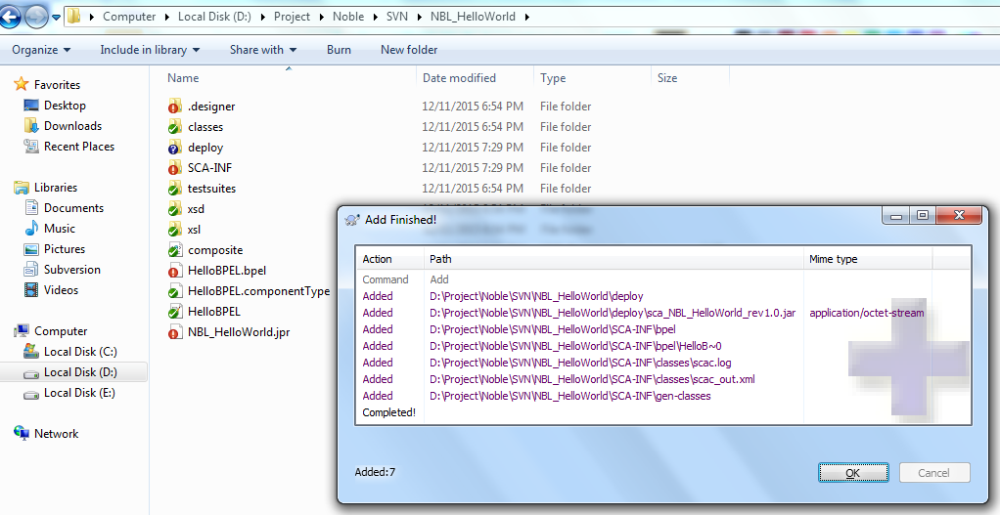 Computer Local Disk (D:) Project Noble SVN NBL_HelloWorld
Organize Include in library Share with Burn New folder
Favorites
Desktop
Downloads
Recent Places
Libraries
Documents
Music
Pictures
Subversion
Videos
Computer
Local Disk (C:)
Local Disk (D:)
Local Disk (E:)
Network
Name Date modified Type Size
.designer 12/11/2015 6:54 PM File folder
classes 12/11/2015 6:54 PM File folder
deploy 12/11/2015 7:29 PM File folder
SCA-INF 12/11/2015 7:29 PM File folder
testsuites 12/11/2015 6:54 PM File folder
xsd
xsl
composite
HelloBPEL.bpel
HelloBPEL.componentType
HelloBPEL
NBL_HelloWorld.jpr
Add Finished!
Action Path Mime type
Command Add
Added D:\Project\Noble\SVN\NBL_HelloWorld\deploy
Added D:\Project\Noble\SVN\NBL_HelloWorld\deploy\sca_NBL_HelloWorld_rev1.0.jar application/octet-stream
Added D:\Project\Noble\SVN\NBL_HelloWorld\SCA-INF\bpel
Added D:\Project\Noble\SVN\NBL_HelloWorld\SCA-INF\bpel\HelloB~0
Added D:\Project\Noble\SVN\NBL_HelloWorld\SCA-INF\classes\scac.log
Added D:\Project\Noble\SVN\NBL_HelloWorld\SCA-INF\classes\scac_out.xml
Added D:\Project\Noble\SVN\NBL_HelloWorld\SCA-INF\gen-classes
Completed!
Added:7
OK Cancel